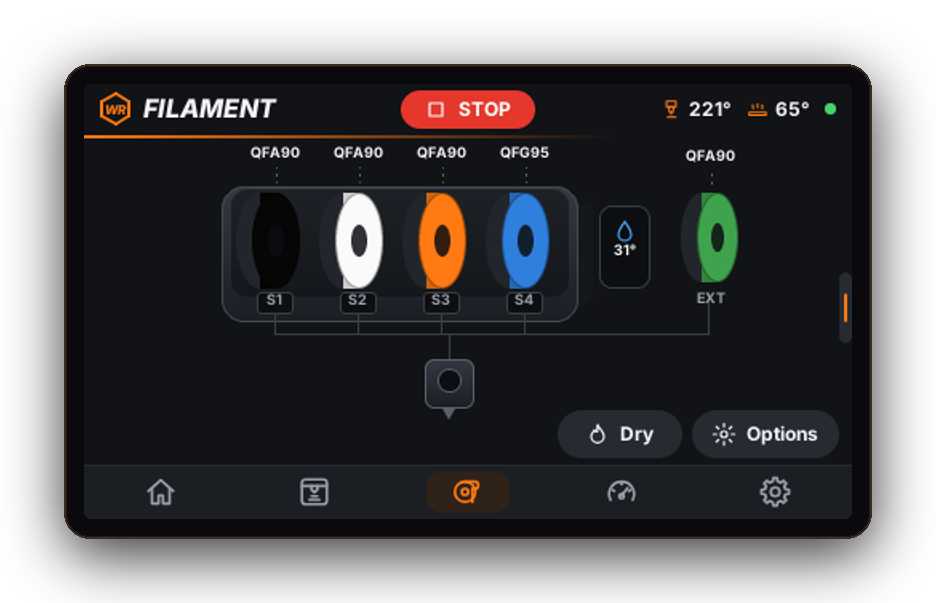 WR FILAMENT STOP 221° 65°
QFA90 QFA90 QFA90 QFG95 QFA90
31°
S1 S2 S3 S4 EXT
Dry Options